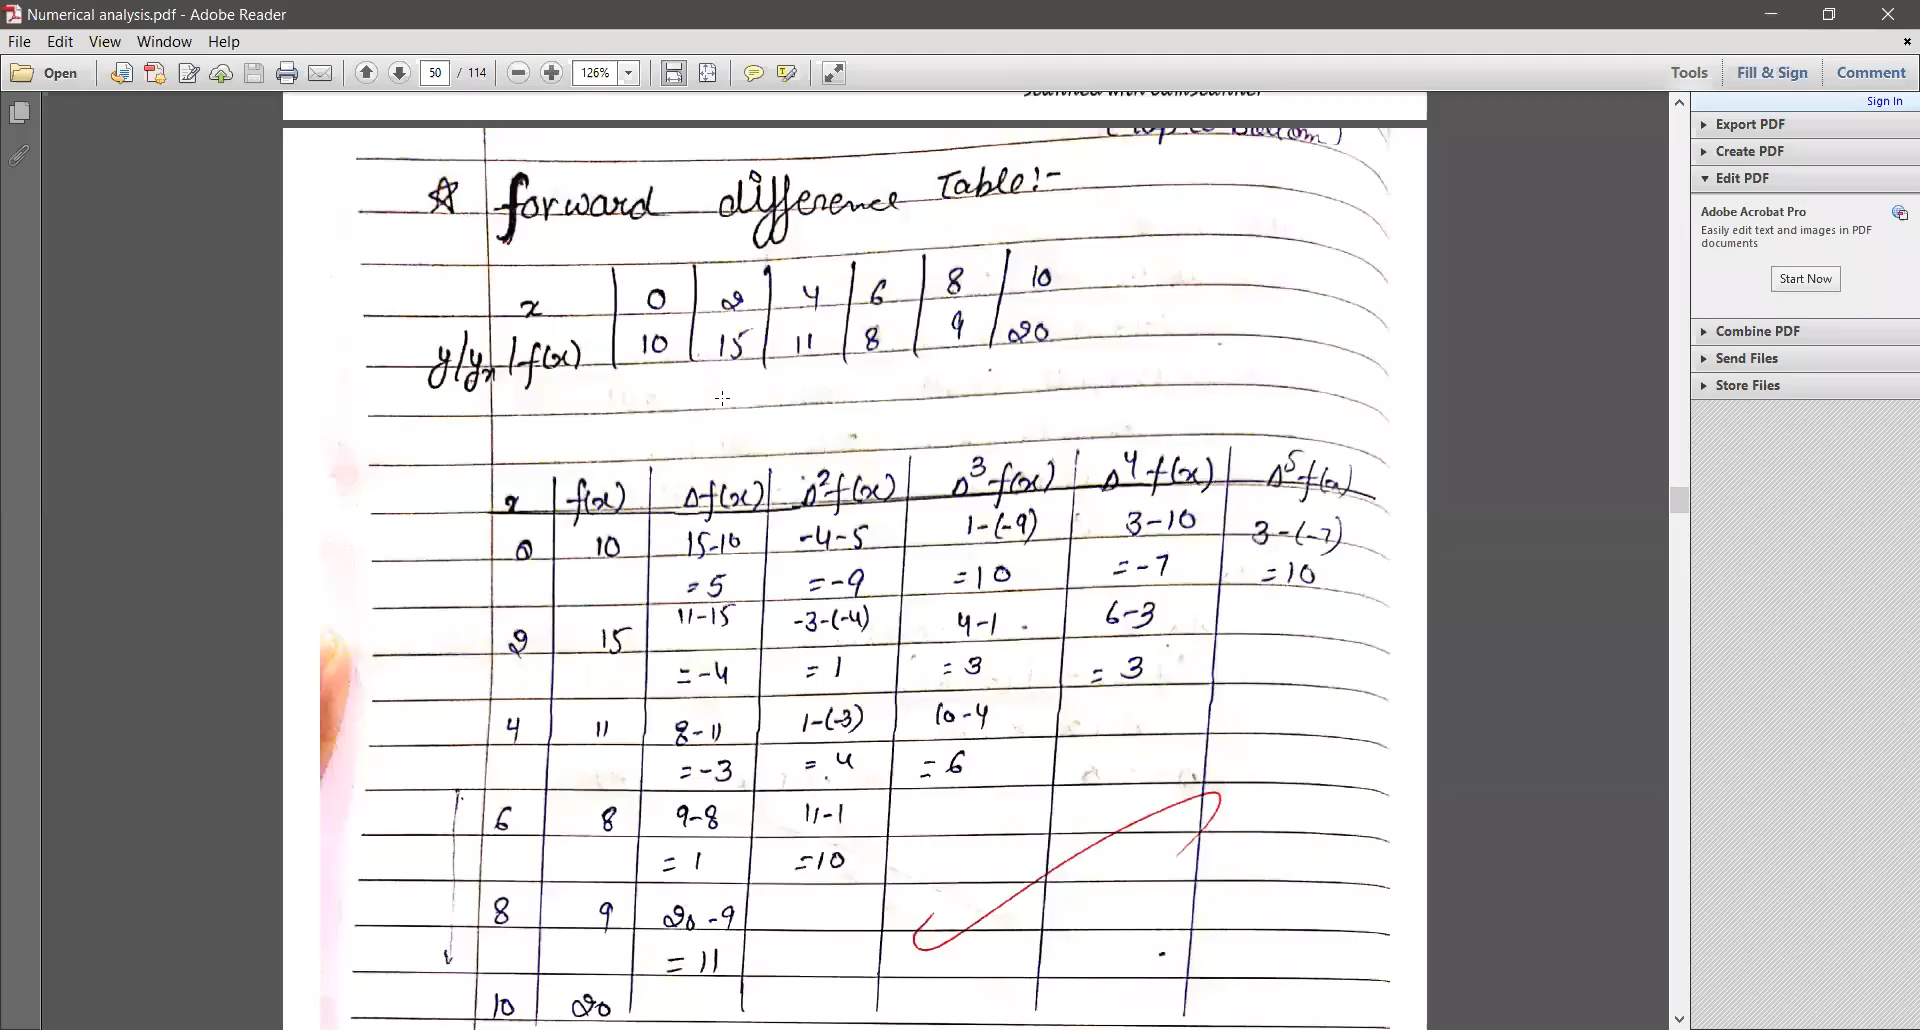 Numerical analysis.pdf - Adobe Reader
File Edit View Window Help
Open 50 / 114 126% Tools Fill & Sign Comment
Sign In
Export PDF
Create PDF
Edit PDF
Adobe Acrobat Pro
Easily edit text and images in PDF
documents
Start Now
Combine PDF
Send Files
Store Files
forward difference Table:-
x 0 2 4 6 8 10
y/yx/f(x) 10 15 11 8 9 20
x f(x) Δf(x) Δ²f(x) Δ³f(x) Δ⁴f(x) Δ⁵f(x)
0 10 15-10 -4-5 1-(-9) 3-10 3-(-7)
=5 =-9 =10 =-7 =10
11-15 -3-(-4) 4-1 6-3
2 15
=-4 =1 =3 =3
4 11 8-11 1-(-3) 10-4
=-3 =4 =6
6 8 9-8 11-1
=1 =10
8 9 20-9
=11
10 20